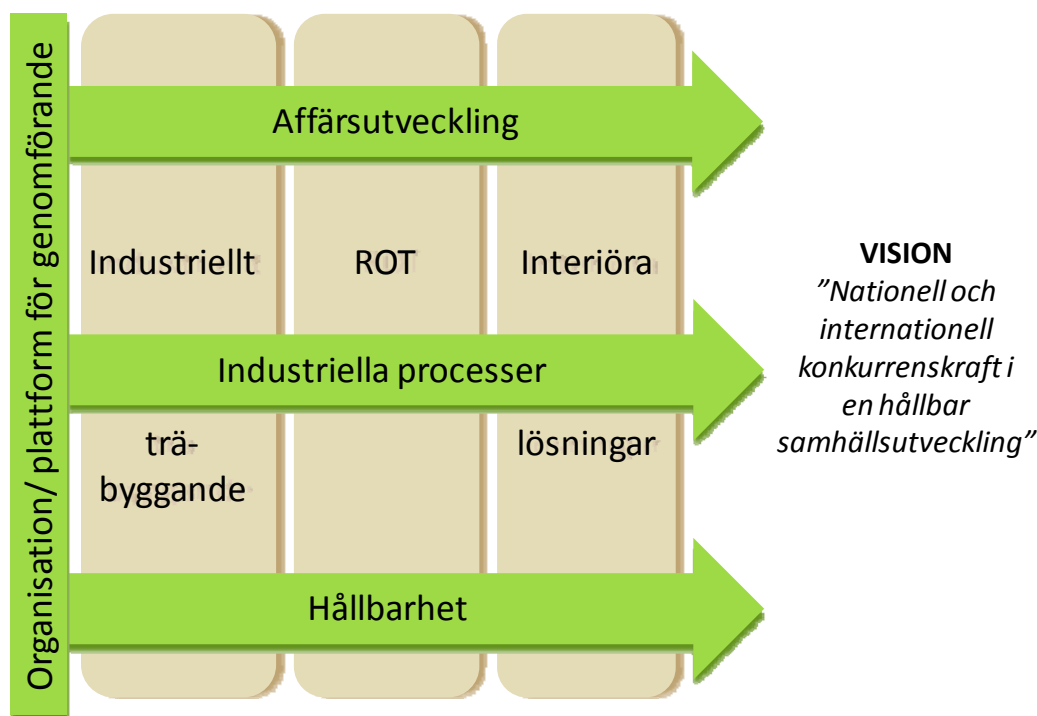 Organisation/ plattform för genomförande
Affärsutveckling
Industriellt
ROT
Interiöra
Industriella processer
trä-
byggande
lösningar
Hållbarhet
VISION
”Nationell och
internationell
konkurrenskraft i
en hållbar
samhällsutveckling”